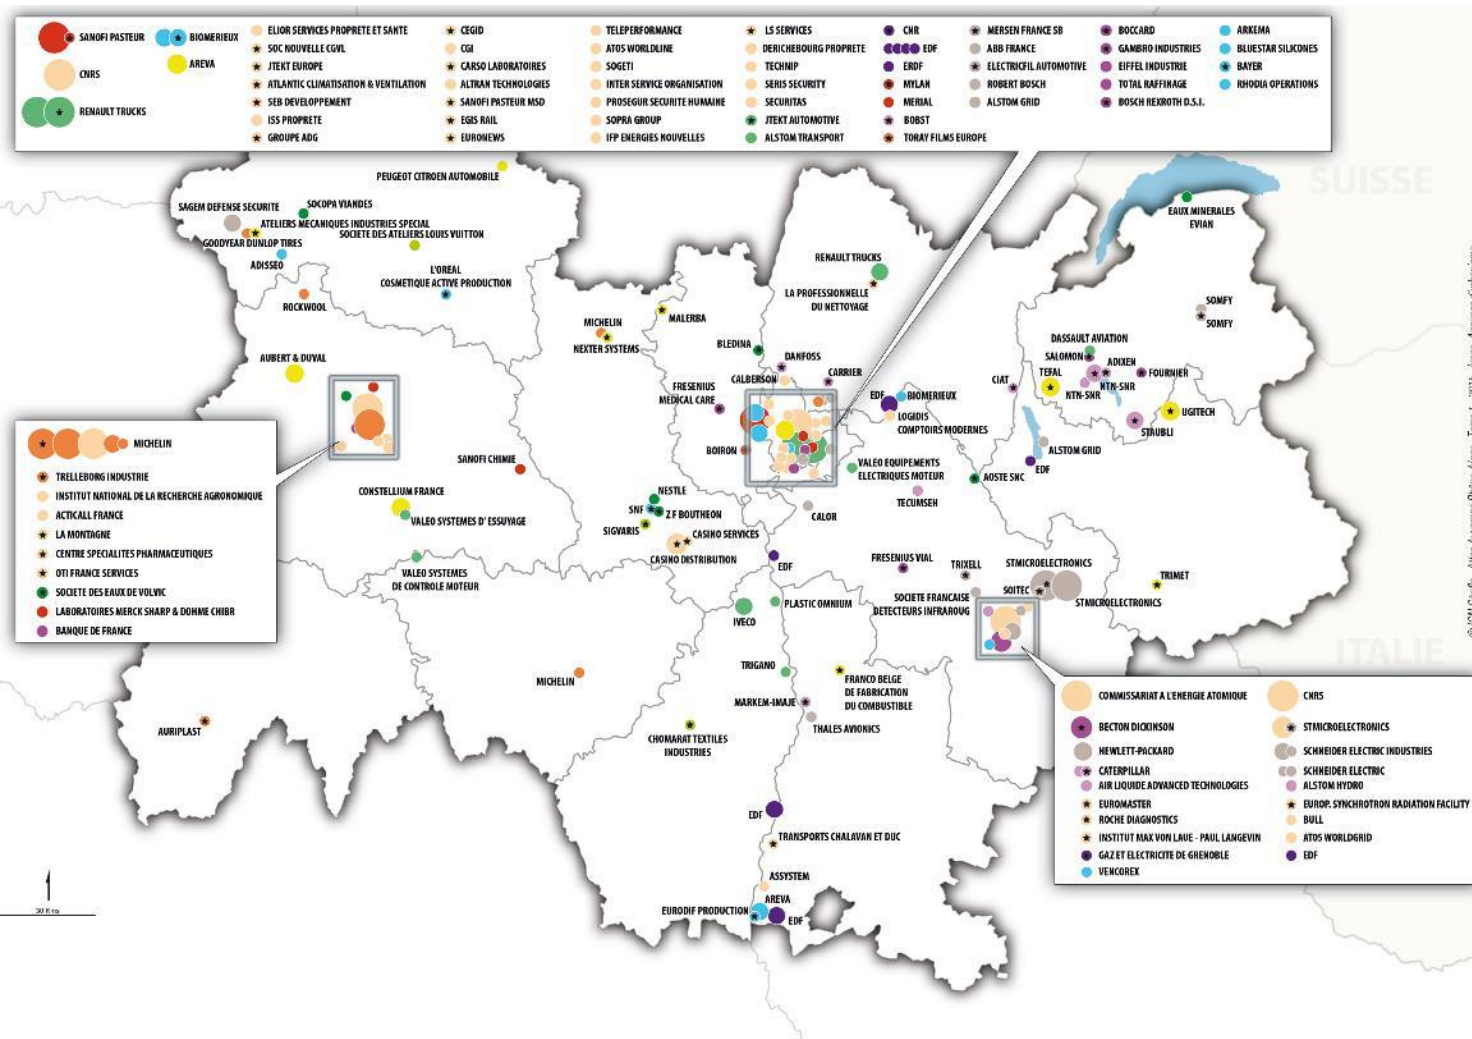 SANOFI PASTEUR
BIOMERIEUX
CNRS
AREVA
RENAULT TRUCKS
ELIOR SERVICES PROPRETE ET SANTE
SOC NOUVELLE CGVL
JTEKT EUROPE
ATLANTIC CLIMATISATION & VENTILATION
SEB DEVELOPPEMENT
ISS PROPRETE
GROUPE ADG
CEGID
CGI
CARSO LABORATOIRES
ALTRAN TECHNOLOGIES
SANOFI PASTEUR MSD
EGIS RAIL
EURONEWS
TELEPERFORMANCE
ATOS WORLDLINE
SOGETI
INTER SERVICE ORGANISATION
PROSEGUR SECURITE HUMAINE
SOPRA GROUP
IFP ENERGIES NOUVELLES
LS SERVICES
DERICHEBOURG PROPRETE
TECHNIP
SERIS SECURITY
SECURITAS
JTEKT AUTOMOTIVE
ALSTOM TRANSPORT
CNR
EDF
ERDF
MYLAN
MERIAL
BOBST
TORAY FILMS EUROPE
MERSEN FRANCE SB
ABB FRANCE
ELECTRICFIL AUTOMOTIVE
ROBERT BOSCH
ALSTOM GRID
BOCCARD
GAMBRO INDUSTRIES
EIFFEL INDUSTRIE
TOTAL RAFFINAGE
BOSCH REXROTH D.S.I.
ARKEMA
BLUESTAR SILICONES
BAYER
RHODIA OPERATIONS
SUISSE
PEUGEOT CITROEN AUTOMOBILE
SAGEM DEFENSE SECURITE
SOCOPA VIANDES
ATELIERS MECANIQUES INDUSTRIES SPECIAL
SOCIETE DES ATELIERS LOUIS VUITTON
GOODYEAR DUNLOP TIRES
ADISSEO
L'OREAL
COSMETIQUE ACTIVE PRODUCTION
ROCKWOOL
EAUX MINERALES
EVIAN
RENAULT TRUCKS
LA PROFESSIONNELLE
DU NETTOYAGE
SOMFY
SOMFY
MALERBA
MICHELIN
NEXTER SYSTEMS
BLEDINA
DANFOSS
CALBERSON
CARRIER
FRESENIUS
MEDICAL CARE
DASSAULT AVIATION
SALOMON
ADIXEN
TEFAL
FOURNIER
NTN-SNR
NTN-SNR
CIAT
UGITECH
STAUBLI
AUBERT & DUVAL
EDF
BIOMERIEUX
LOGIDIS
COMPTOIRS MODERNES
BOIRON
ALSTOM GRID
EDF
MICHELIN
TRELLEBORG INDUSTRIE
INSTITUT NATIONAL DE LA RECHERCHE AGRONOMIQUE
ACTICALL FRANCE
LA MONTAGNE
CENTRE SPECIALITES PHARMACEUTIQUES
OTI FRANCE SERVICES
SOCIETE DES EAUX DE VOLVIC
LABORATOIRES MERCK SHARP & DOHME CHIBR
BANQUE DE FRANCE
SANOFI CHIMIE
CONSTELLIUM FRANCE
VALEO SYSTEMES D' ESSUYAGE
VALEO SYSTEMES
DE CONTROLE MOTEUR
NESTLE
SNF
ZF BOUTHEON
SIGVARIS
CASINO SERVICES
CASINO DISTRIBUTION
VALEO EQUIPEMENTS
ELECTRIQUES MOTEUR
AOSTE SNC
TECUMSEH
CALOR
EDF
FRESENIUS VIAL
TRIXELL
STMICROELECTRONICS
SOITEC
STMICROELECTRONICS
TRIMET
SOCIETE FRANCAISE
DETECTEURS INFRAROUG
PLASTIC OMNIUM
IVECO
ITALIE
MICHELIN
TRIGANO
FRANCO BELGE
DE FABRICATION
DU COMBUSTIBLE
MARKEM-IMAJE
THALES AVIONICS
AURIPLAST
CHOMARAT TEXTILES
INDUSTRIES
COMMISSARIAT A L'ENERGIE ATOMIQUE
CNRS
BECTON DICKINSON
STMICROELECTRONICS
HEWLETT-PACKARD
SCHNEIDER ELECTRIC INDUSTRIES
CATERPILLAR
SCHNEIDER ELECTRIC
AIR LIQUIDE ADVANCED TECHNOLOGIES
ALSTOM HYDRO
EUROMASTER
EUROP. SYNCHROTRON RADIATION FACILITY
ROCHE DIAGNOSTICS
BULL
INSTITUT MAX VON LAUE - PAUL LANGEVIN
ATOS WORLDGRID
GAZ ET ELECTRICITE DE GRENOBLE
EDF
VENCOREX
EDF
TRANSPORTS CHALAVAN ET DUC
ASSYSTEM
AREVA
EURODIF PRODUCTION
EDF
30 Kms